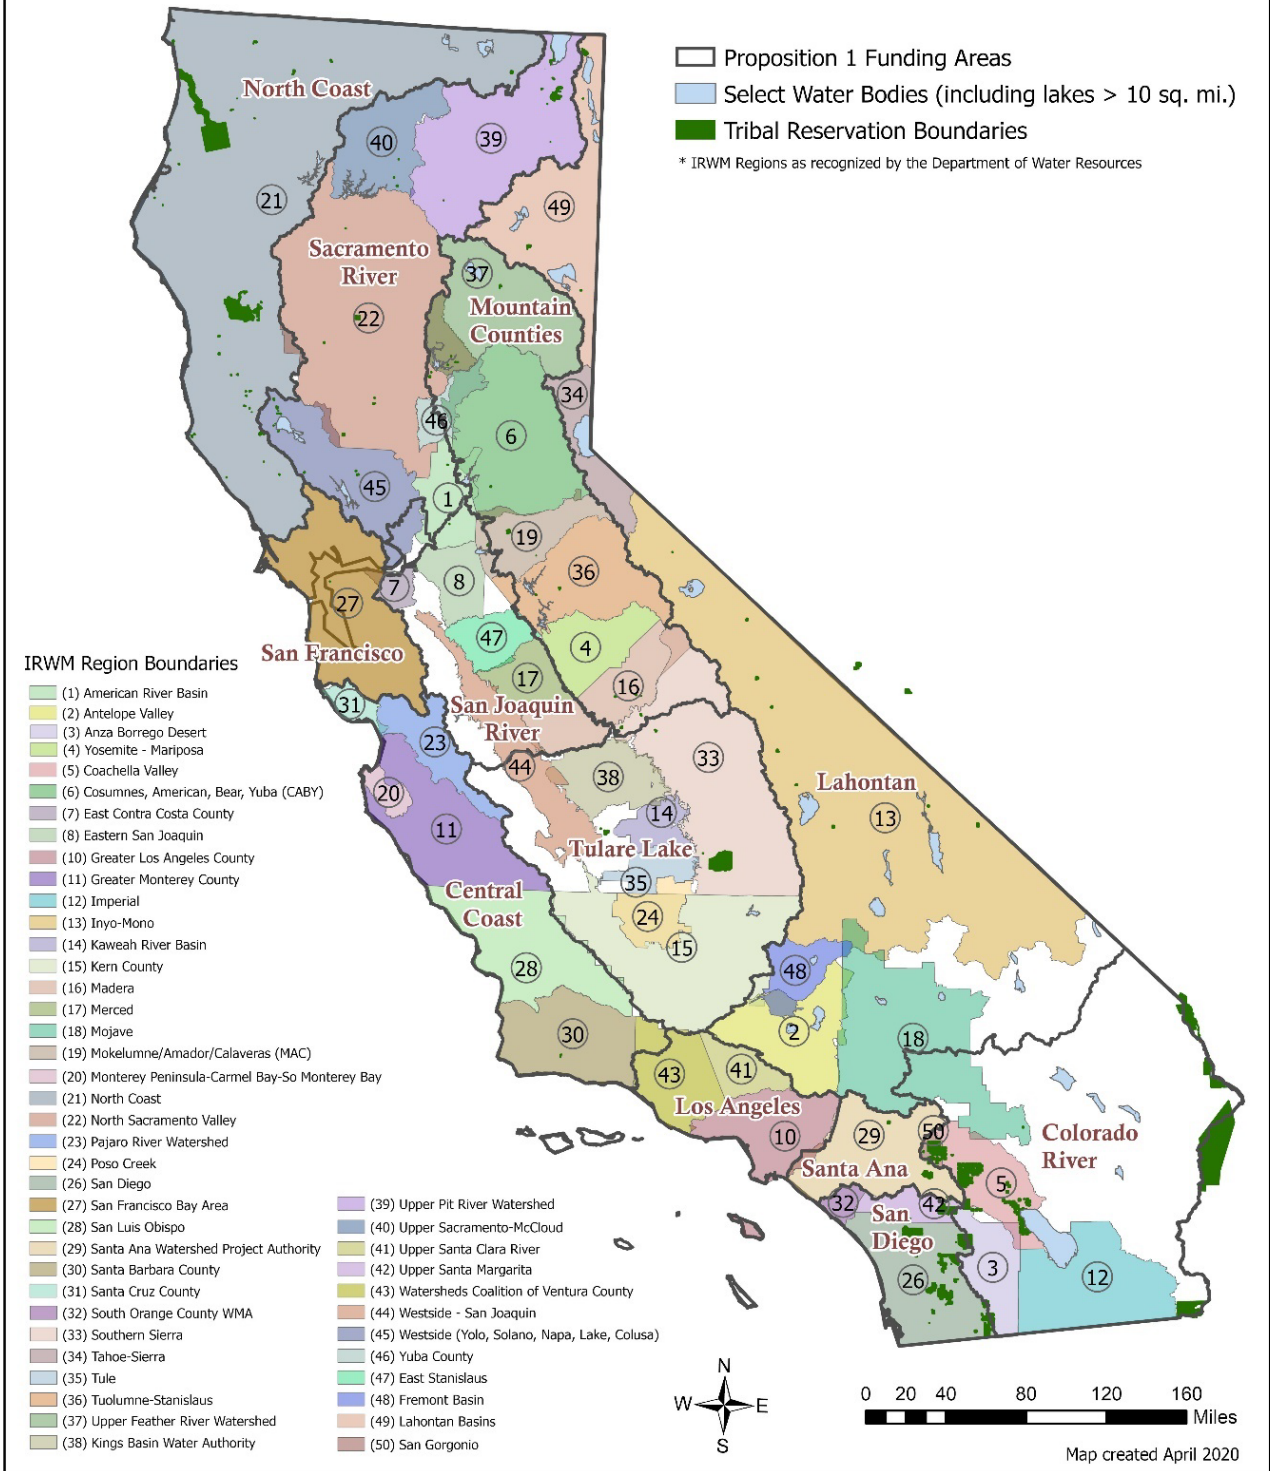 North Coast
40
39
21
49
Sacramento
River
37
Mountain
Counties
22
34
46
6
45
1
19
36
8
7
27
47
4
San Francisco
17
16
31
San Joaquin
River
23
44
33
38
20
14
11
Lahontan
13
Tulare Lake
35
Central
Coast
24
15
28
48
30
2
18
43
41
Los Angeles
10
29
50
Santa Ana
Colorado
River
5
32
42
San
Diego
26
3
12
Proposition 1 Funding Areas
Select Water Bodies (including lakes > 10 sq. mi.)
Tribal Reservation Boundaries
* IRWM Regions as recognized by the Department of Water Resources
IRWM Region Boundaries
(1) American River Basin
(2) Antelope Valley
(3) Anza Borrego Desert
(4) Yosemite - Mariposa
(5) Coachella Valley
(6) Cosumnes, American, Bear, Yuba (CABY)
(7) East Contra Costa County
(8) Eastern San Joaquin
(10) Greater Los Angeles County
(11) Greater Monterey County
(12) Imperial
(13) Inyo-Mono
(14) Kaweah River Basin
(15) Kern County
(16) Madera
(17) Merced
(18) Mojave
(19) Mokelumne/Amador/Calaveras (MAC)
(20) Monterey Peninsula-Carmel Bay-So Monterey Bay
(21) North Coast
(22) North Sacramento Valley
(23) Pajaro River Watershed
(24) Poso Creek
(26) San Diego
(27) San Francisco Bay Area
(28) San Luis Obispo
(29) Santa Ana Watershed Project Authority
(30) Santa Barbara County
(31) Santa Cruz County
(32) South Orange County WMA
(33) Southern Sierra
(34) Tahoe-Sierra
(35) Tule
(36) Tuolumne-Stanislaus
(37) Upper Feather River Watershed
(38) Kings Basin Water Authority
(39) Upper Pit River Watershed
(40) Upper Sacramento-McCloud
(41) Upper Santa Clara River
(42) Upper Santa Margarita
(43) Watersheds Coalition of Ventura County
(44) Westside - San Joaquin
(45) Westside (Yolo, Solano, Napa, Lake, Colusa)
(46) Yuba County
(47) East Stanislaus
(48) Fremont Basin
(49) Lahontan Basins
(50) San Gorgonio
N
W E
S
0 20 40 80 120 160
Miles
Map created April 2020